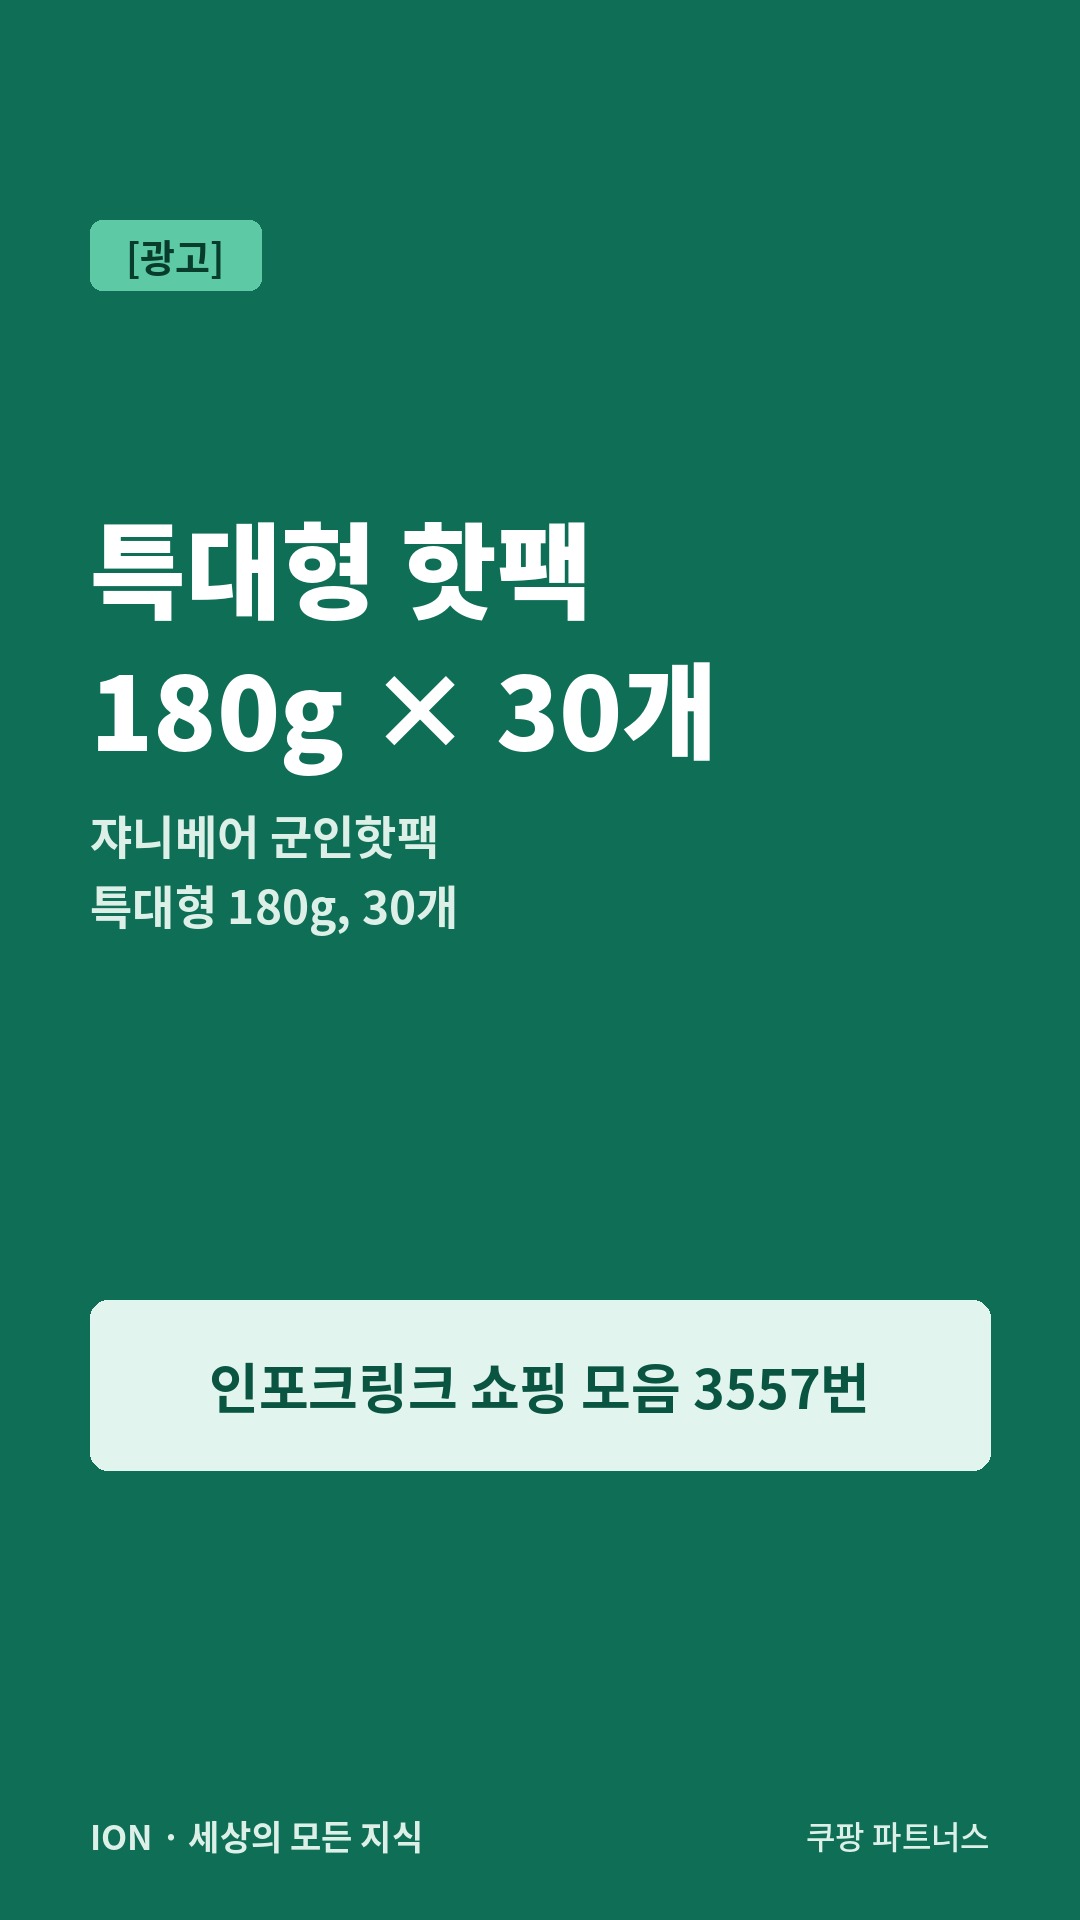 [광고]
특대형 핫팩
180g × 30개
쟈니베어 군인핫팩
특대형 180g, 30개
인포크링크 쇼핑 모음 3557번
ION · 세상의 모든 지식
쿠팡 파트너스